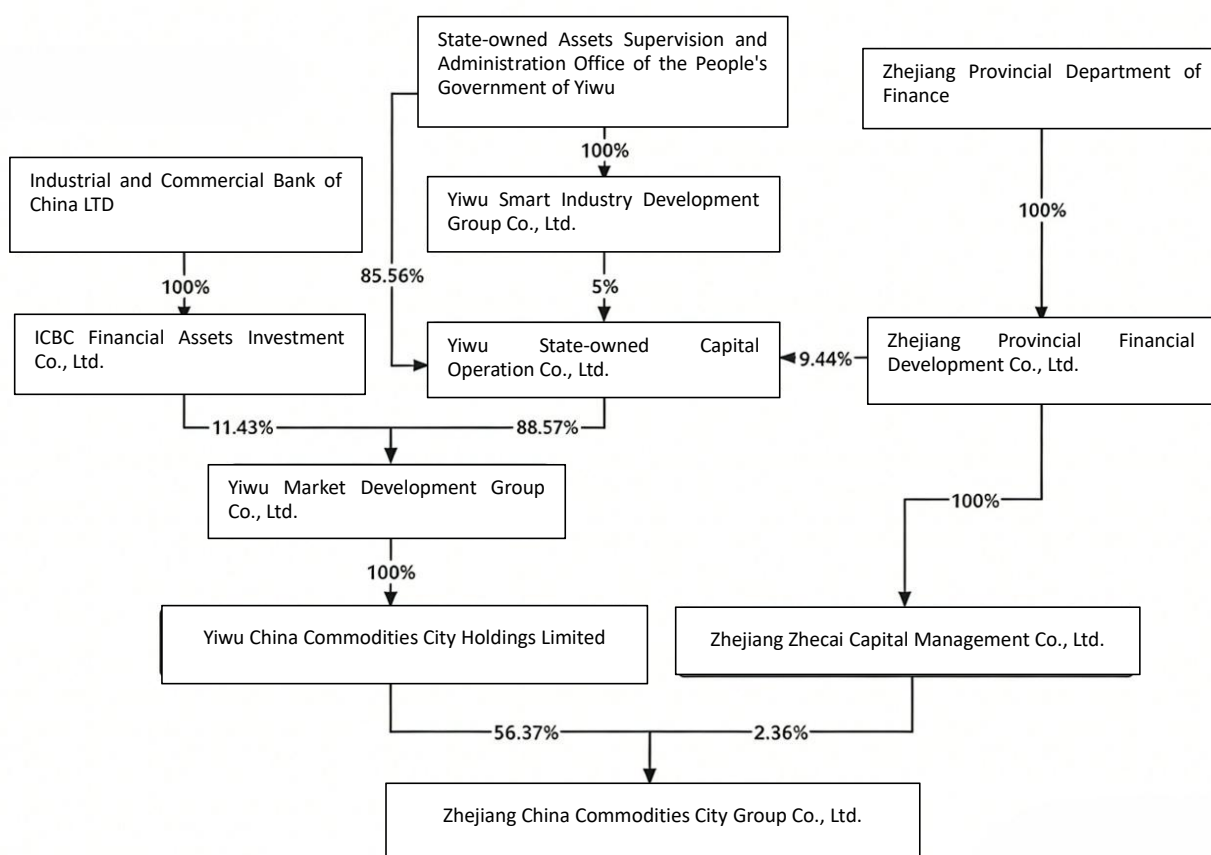 State-owned Assets Supervision and
Administration Office of the People's
Government of Yiwu
Zhejiang Provincial Department of
Finance
100%
Industrial and Commercial Bank of
China LTD
Yiwu Smart Industry Development
Group Co., Ltd.
100%
85.56%
100%
5%
ICBC Financial Assets Investment
Co., Ltd.
Yiwu State-owned Capital
Operation Co., Ltd.
9.44%
Zhejiang Provincial Financial
Development Co., Ltd.
11.43%
88.57%
Yiwu Market Development Group
Co., Ltd.
100%
100%
Yiwu China Commodities City Holdings Limited
Zhejiang Zhecai Capital Management Co., Ltd.
56.37%
2.36%
Zhejiang China Commodities City Group Co., Ltd.